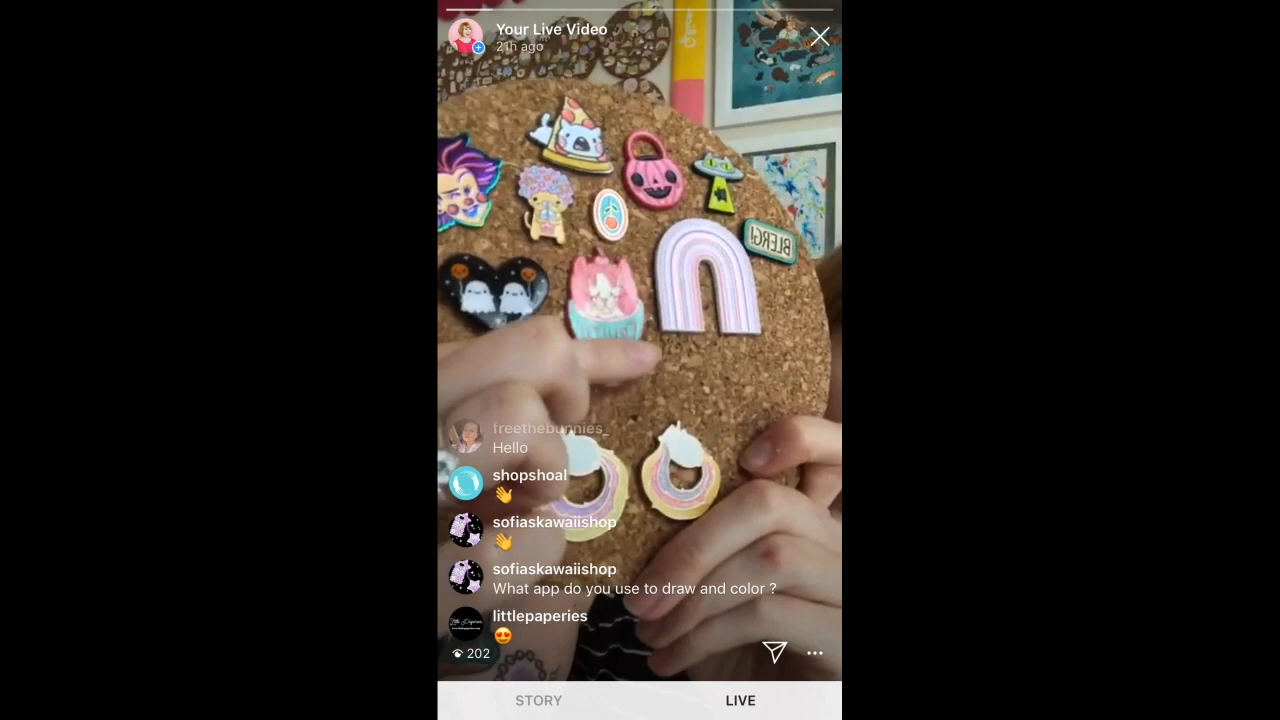 Your Live Video
21h ago
BLERG!
freethebunnies_
Hello
shopshoal
👋
sofiaskawaiishop
👋
sofiaskawaiishop
What app do you use to draw and color ?
littlepaperies
😍
202
STORY
LIVE